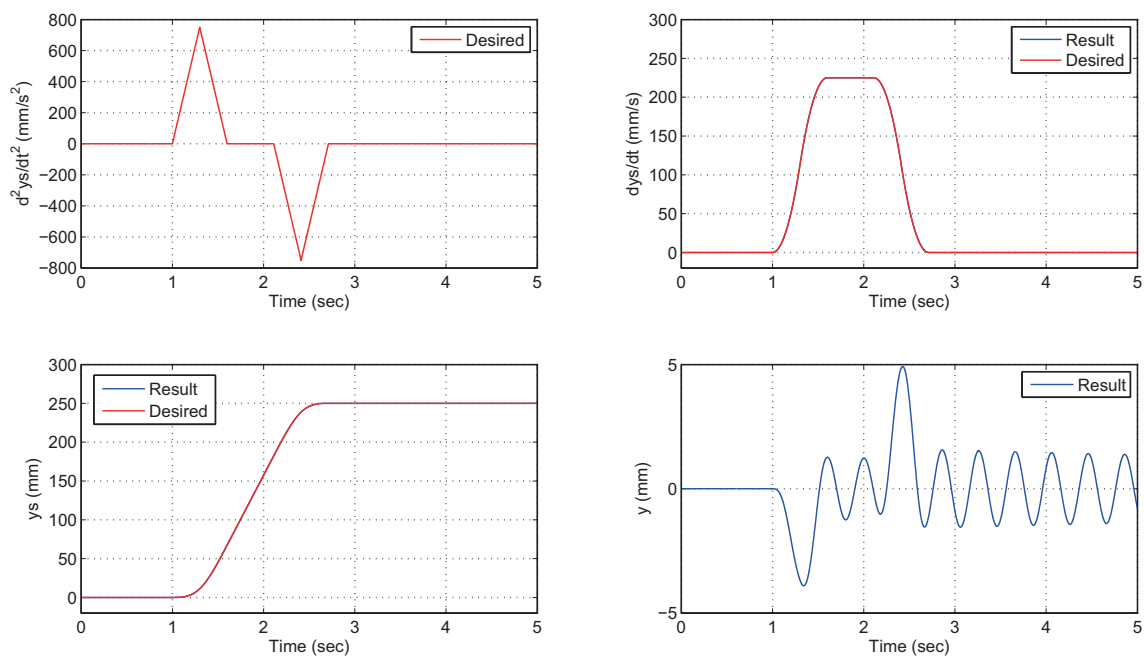 800
600
400
200
0
−200
−400
−600
−800
0 1 2 3 4 5
Time (sec)
d²ys/dt² (mm/s²)
Desired
300
250
200
150
100
50
0
0 1 2 3 4 5
Time (sec)
dys/dt (mm/s)
Result
Desired
300
250
200
150
100
50
0
0 1 2 3 4 5
Time (sec)
ys (mm)
Result
Desired
5
0
−5
0 1 2 3 4 5
Time (sec)
y (mm)
Result